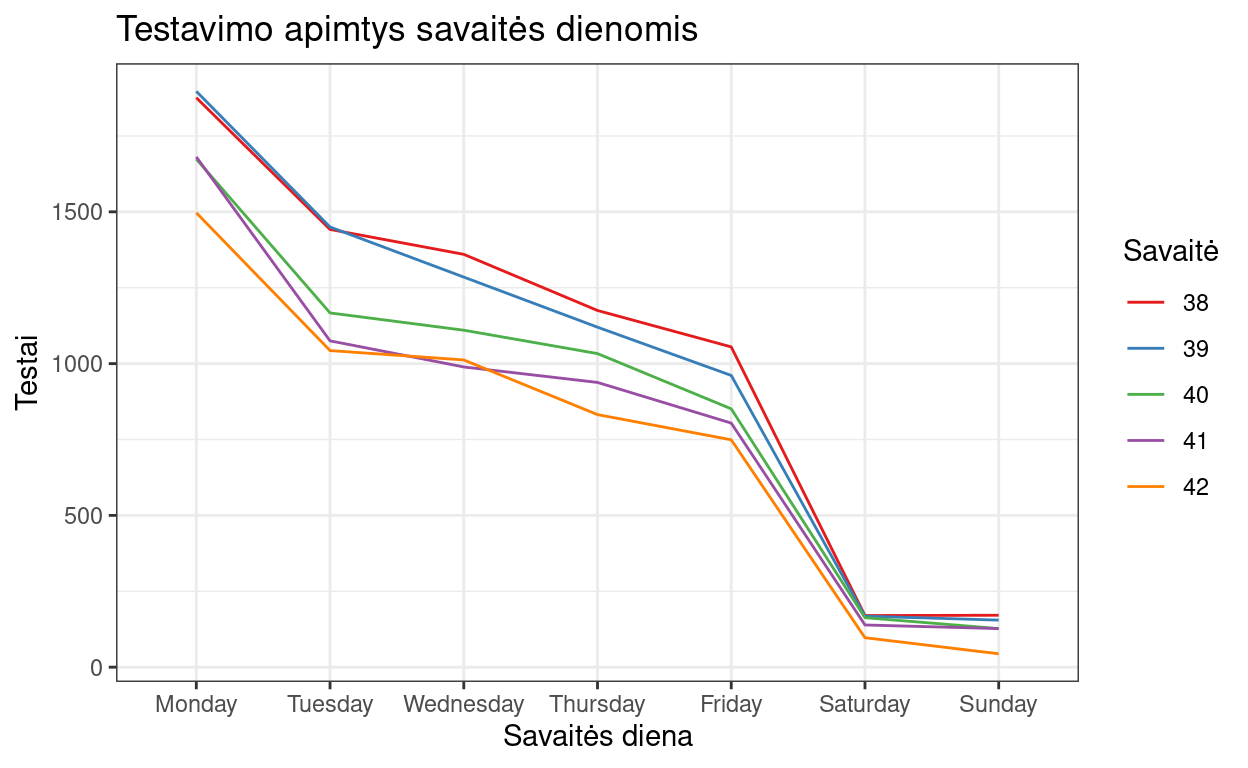 Testavimo apimtys savaitės dienomis
Testai
1500
1000
500
0
Monday Tuesday Wednesday Thursday Friday Saturday Sunday
Savaitės diena
Savaitė
38
39
40
41
42